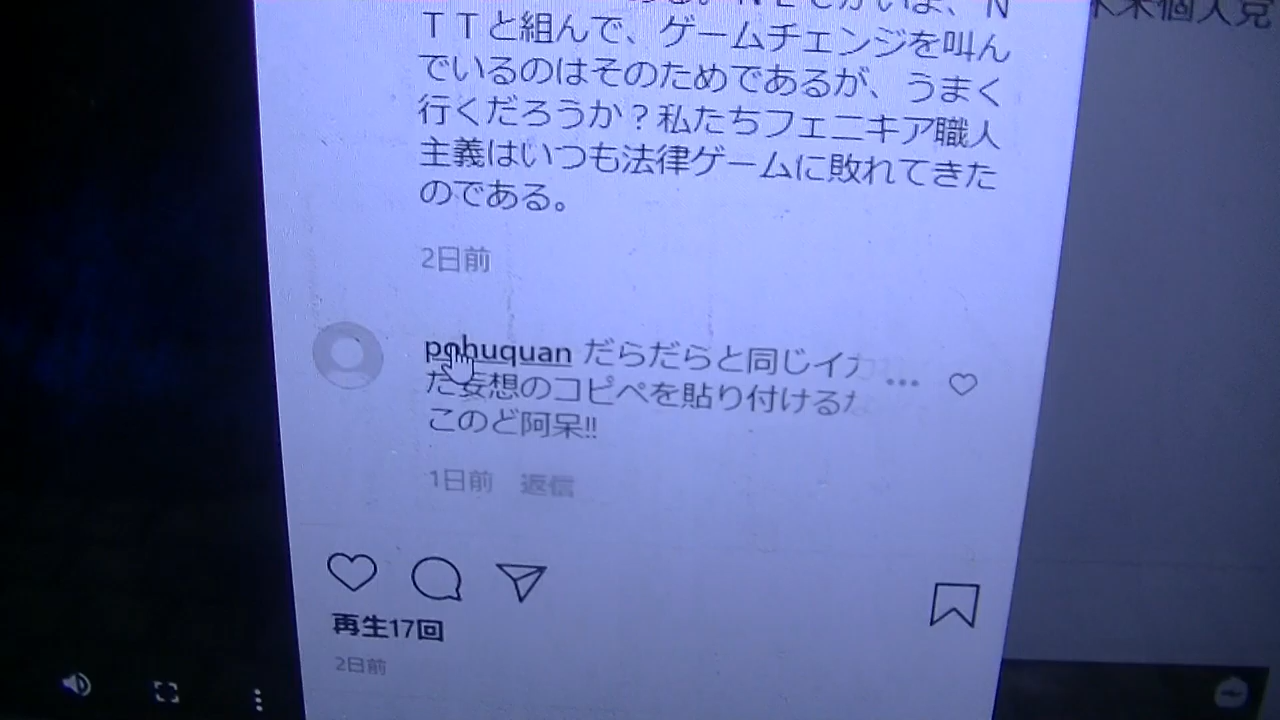 ＴＴと組んで、ゲームチェンジを叫ん
でいるのはそのためであるが、うまく
行くだろうか？私たちフェニキア職人
主義はいつも法律ゲームに敗れてきた
のである。
2日前
pohuquan だらだらと同じイカ
た妄想のコピペを貼り付けるな
このど阿呆!!
1日前 返信
再生17回
2日前